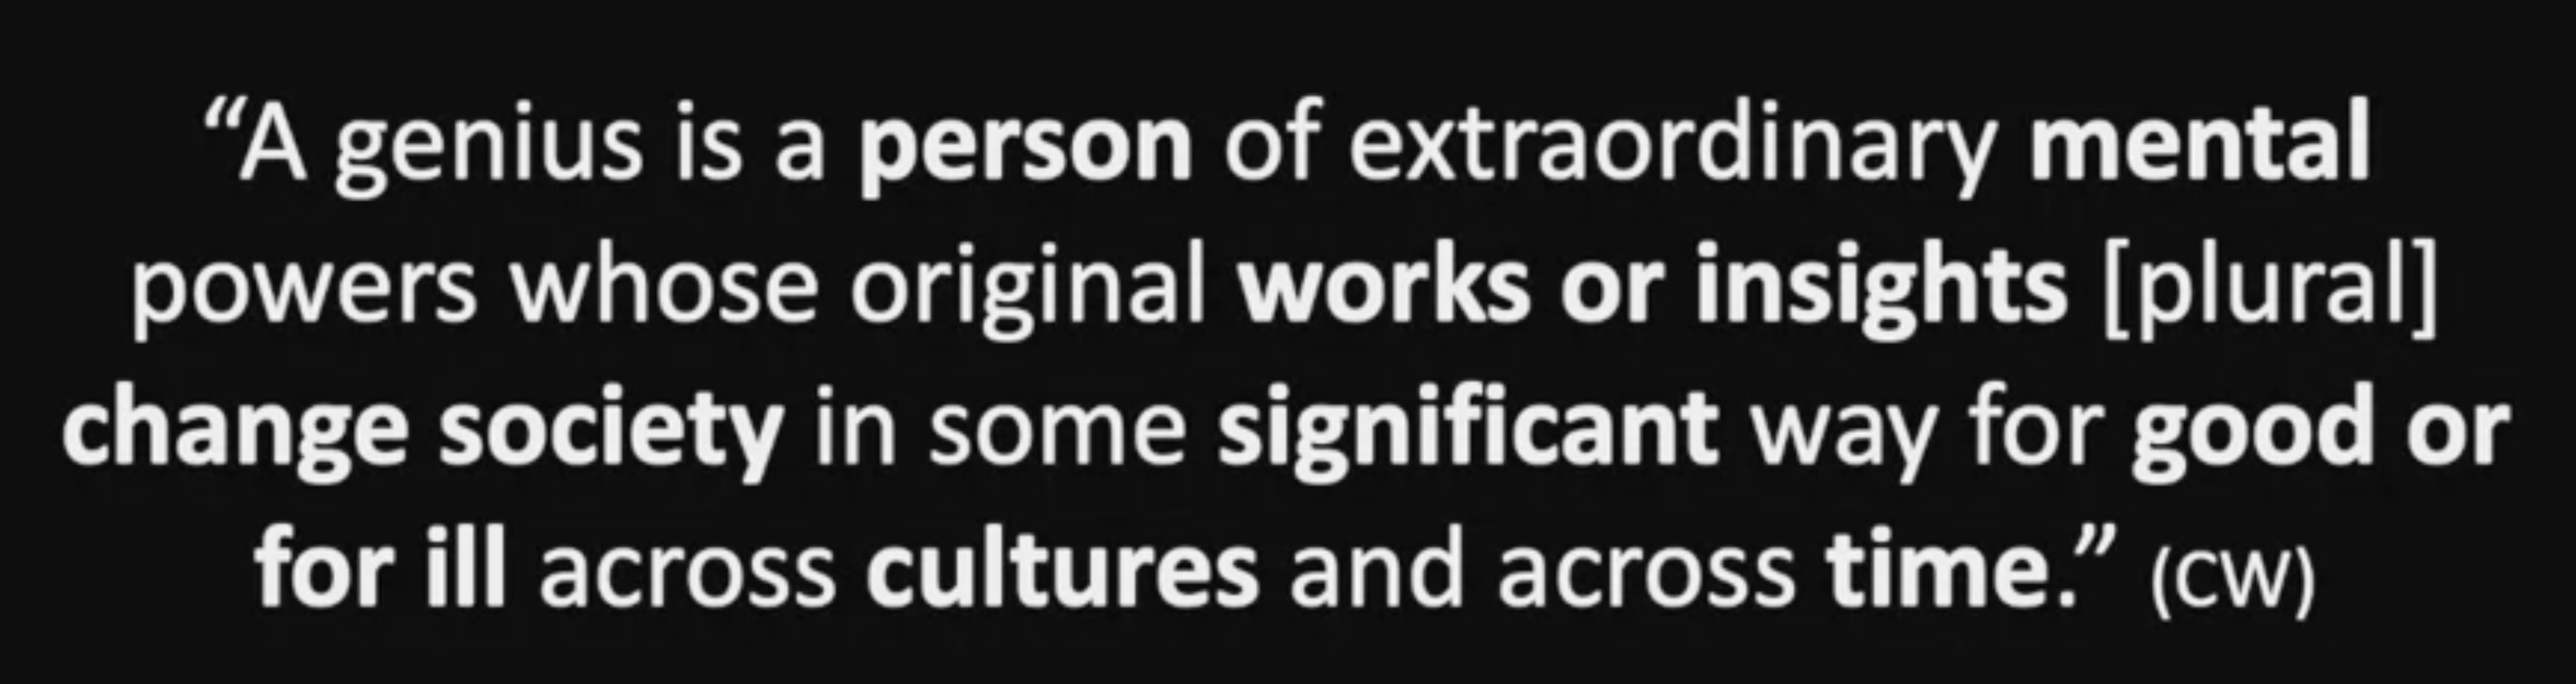 “A genius is a person of extraordinary mental
powers whose original works or insights [plural]
change society in some significant way for good or
for ill across cultures and across time.” (CW)